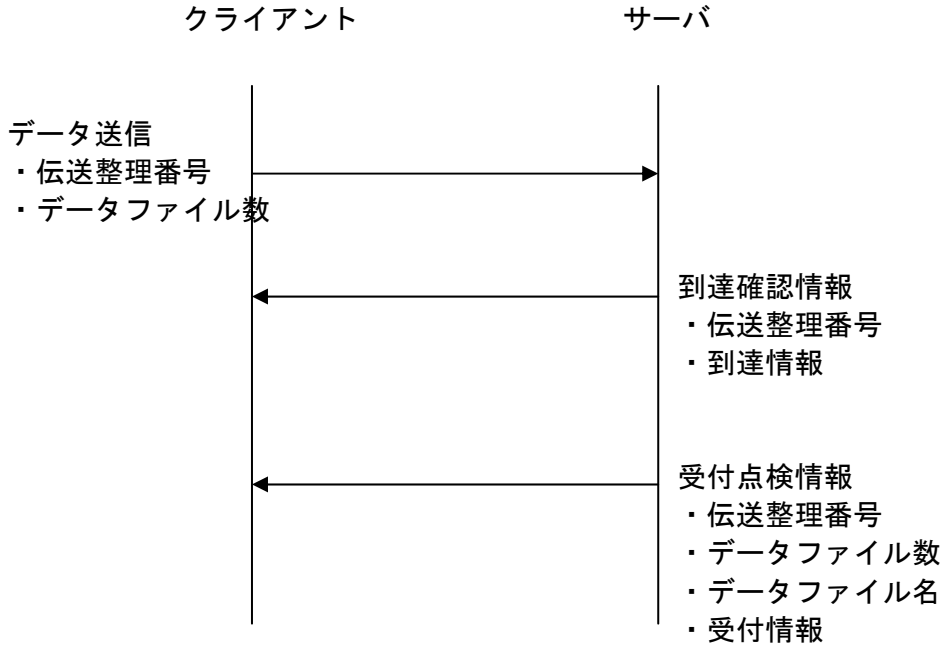 クライアント
サーバ
データ送信
・伝送整理番号
・データファイル数
到達確認情報
・伝送整理番号
・到達情報
受付点検情報
・伝送整理番号
・データファイル数
・データファイル名
・受付情報